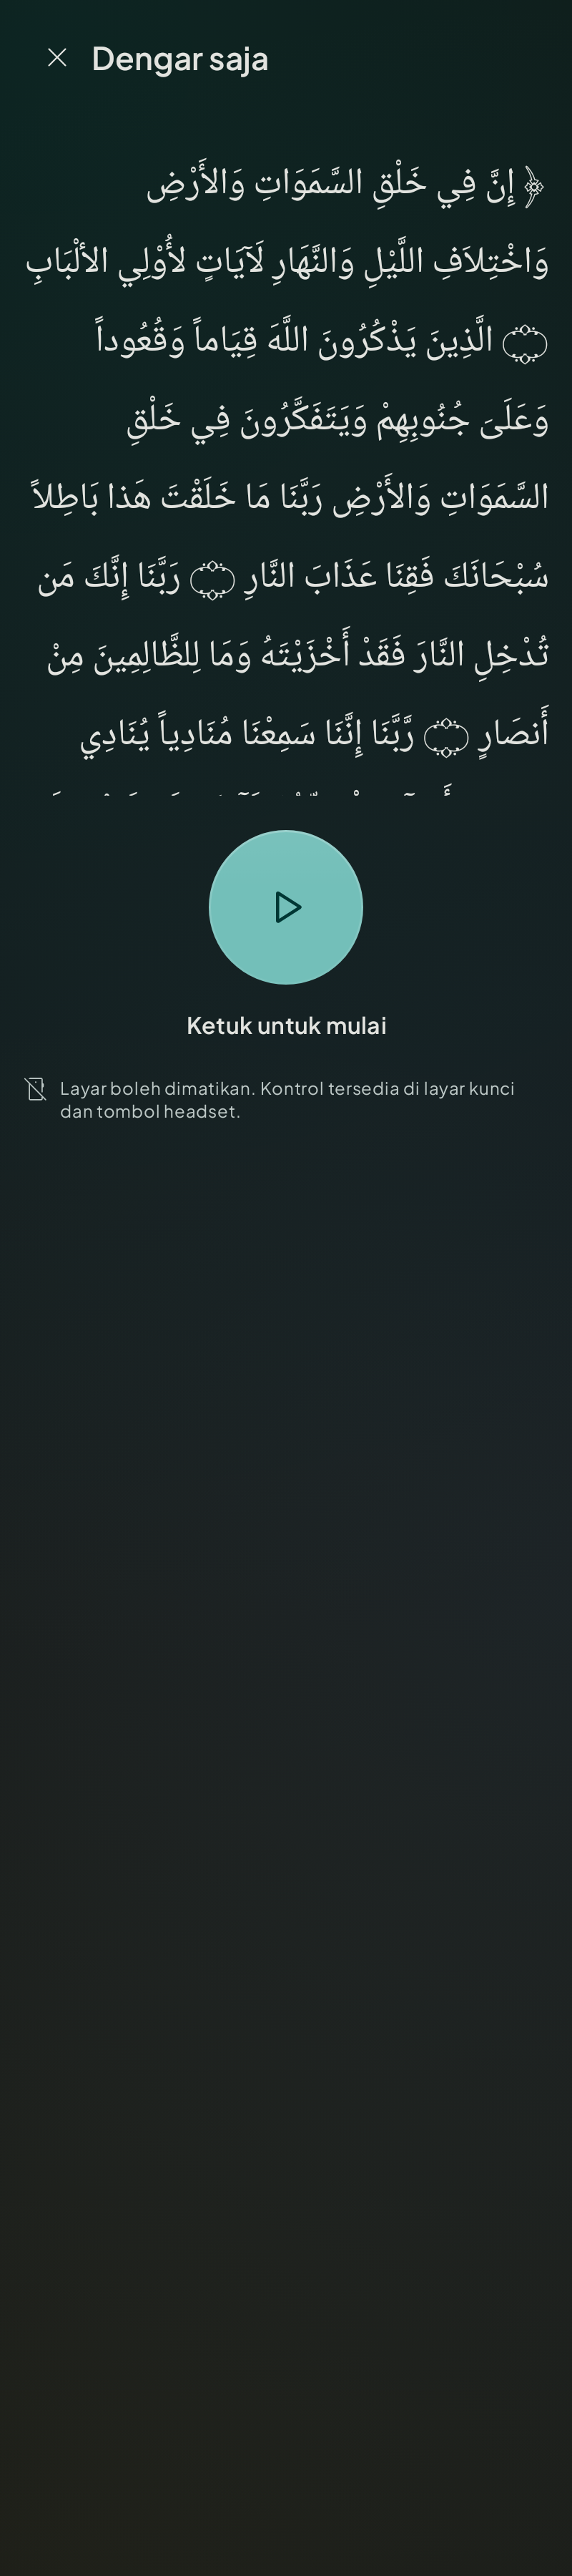 Dengar saja
﴿ إِنَّ فِي خَلْقِ السَّمَوَاتِ وَالأَرْضِ
وَاخْتِلاَفِ اللَّيْلِ وَالنَّهَارِ لَآيَاتٍ لأُوْلِي الألْبَابِ
۝ الَّذِينَ يَذْكُرُونَ اللَّهَ قِيَاماً وَقُعُوداً
وَعَلَىَ جُنُوبِهِمْ وَيَتَفَكَّرُونَ فِي خَلْقِ
السَّمَوَاتِ وَالأَرْضِ رَبَّنَا مَا خَلَقْتَ هَذا بَاطِلاً
سُبْحَانَكَ فَقِنَا عَذَابَ النَّارِ ۝ رَبَّنَا إِنَّكَ مَن
تُدْخِلِ النَّارَ فَقَدْ أَخْزَيْتَهُ وَمَا لِلظَّالِمِينَ مِنْ
أَنصَارٍ ۝ رَّبَّنَا إِنَّنَا سَمِعْنَا مُنَادِياً يُنَادِي
Ketuk untuk mulai
Layar boleh dimatikan. Kontrol tersedia di layar kunci
dan tombol headset.